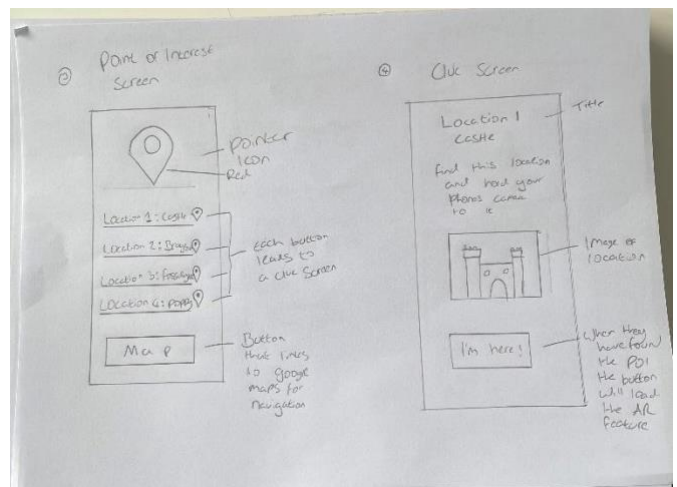 ③ Point of Interest
Screen
Pointer
Icon
Red
Location 1: Castle
Location 2:
Location 3:
Location 4:
Each button
leads to
a Clue Screen
Map
Button
that links
to google
maps for
navigation
④ Clue Screen
Title
Location 1
Castle
find this location
and hold your
phones camera
to it
Image of
location
I'm here!
When they
have found
the POI
the button
will load
the AR
feature